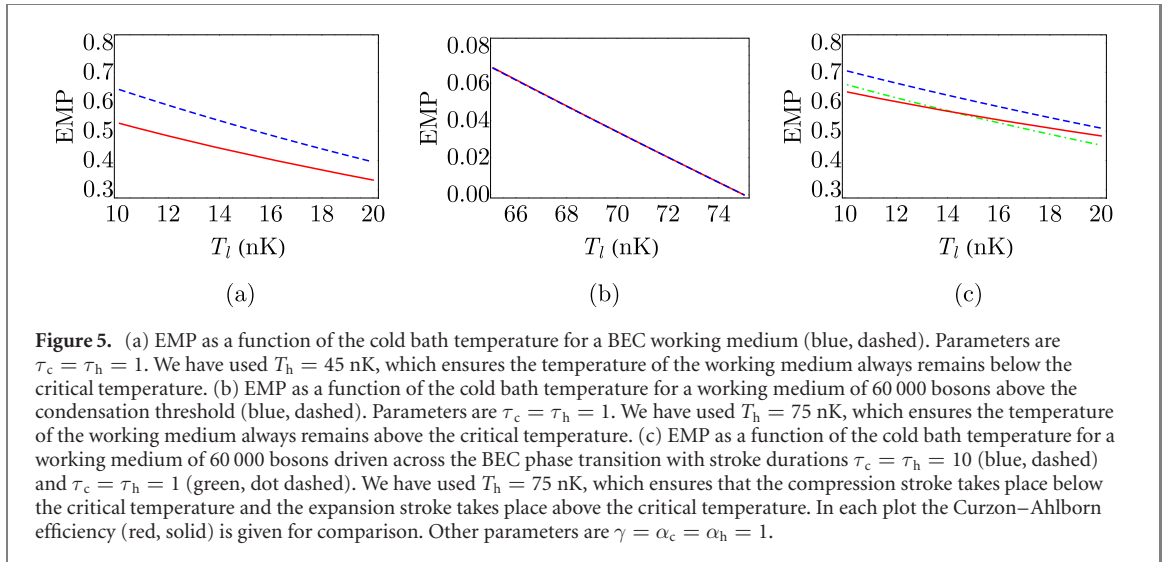 0.8
0.7
0.6
0.5
0.4
0.3
EMP
10 12 14 16 18 20
T_l (nK)
(a)
0.08
0.06
0.04
0.02
0.00
EMP
66 68 70 72 74
T_l (nK)
(b)
0.8
0.7
0.6
0.5
0.4
0.3
EMP
10 12 14 16 18 20
T_l (nK)
(c)
Figure 5. (a) EMP as a function of the cold bath temperature for a BEC working medium (blue, dashed). Parameters are
τ_c = τ_h = 1. We have used T_h = 45 nK, which ensures the temperature of the working medium always remains below the
critical temperature. (b) EMP as a function of the cold bath temperature for a working medium of 60 000 bosons above the
condensation threshold (blue, dashed). Parameters are τ_c = τ_h = 1. We have used T_h = 75 nK, which ensures the temperature
of the working medium always remains above the critical temperature. (c) EMP as a function of the cold bath temperature for a
working medium of 60 000 bosons driven across the BEC phase transition with stroke durations τ_c = τ_h = 10 (blue, dashed)
and τ_c = τ_h = 1 (green, dot dashed). We have used T_h = 75 nK, which ensures that the compression stroke takes place below
the critical temperature and the expansion stroke takes place above the critical temperature. In each plot the Curzon–Ahlborn
efficiency (red, solid) is given for comparison. Other parameters are γ = α_c = α_h = 1.